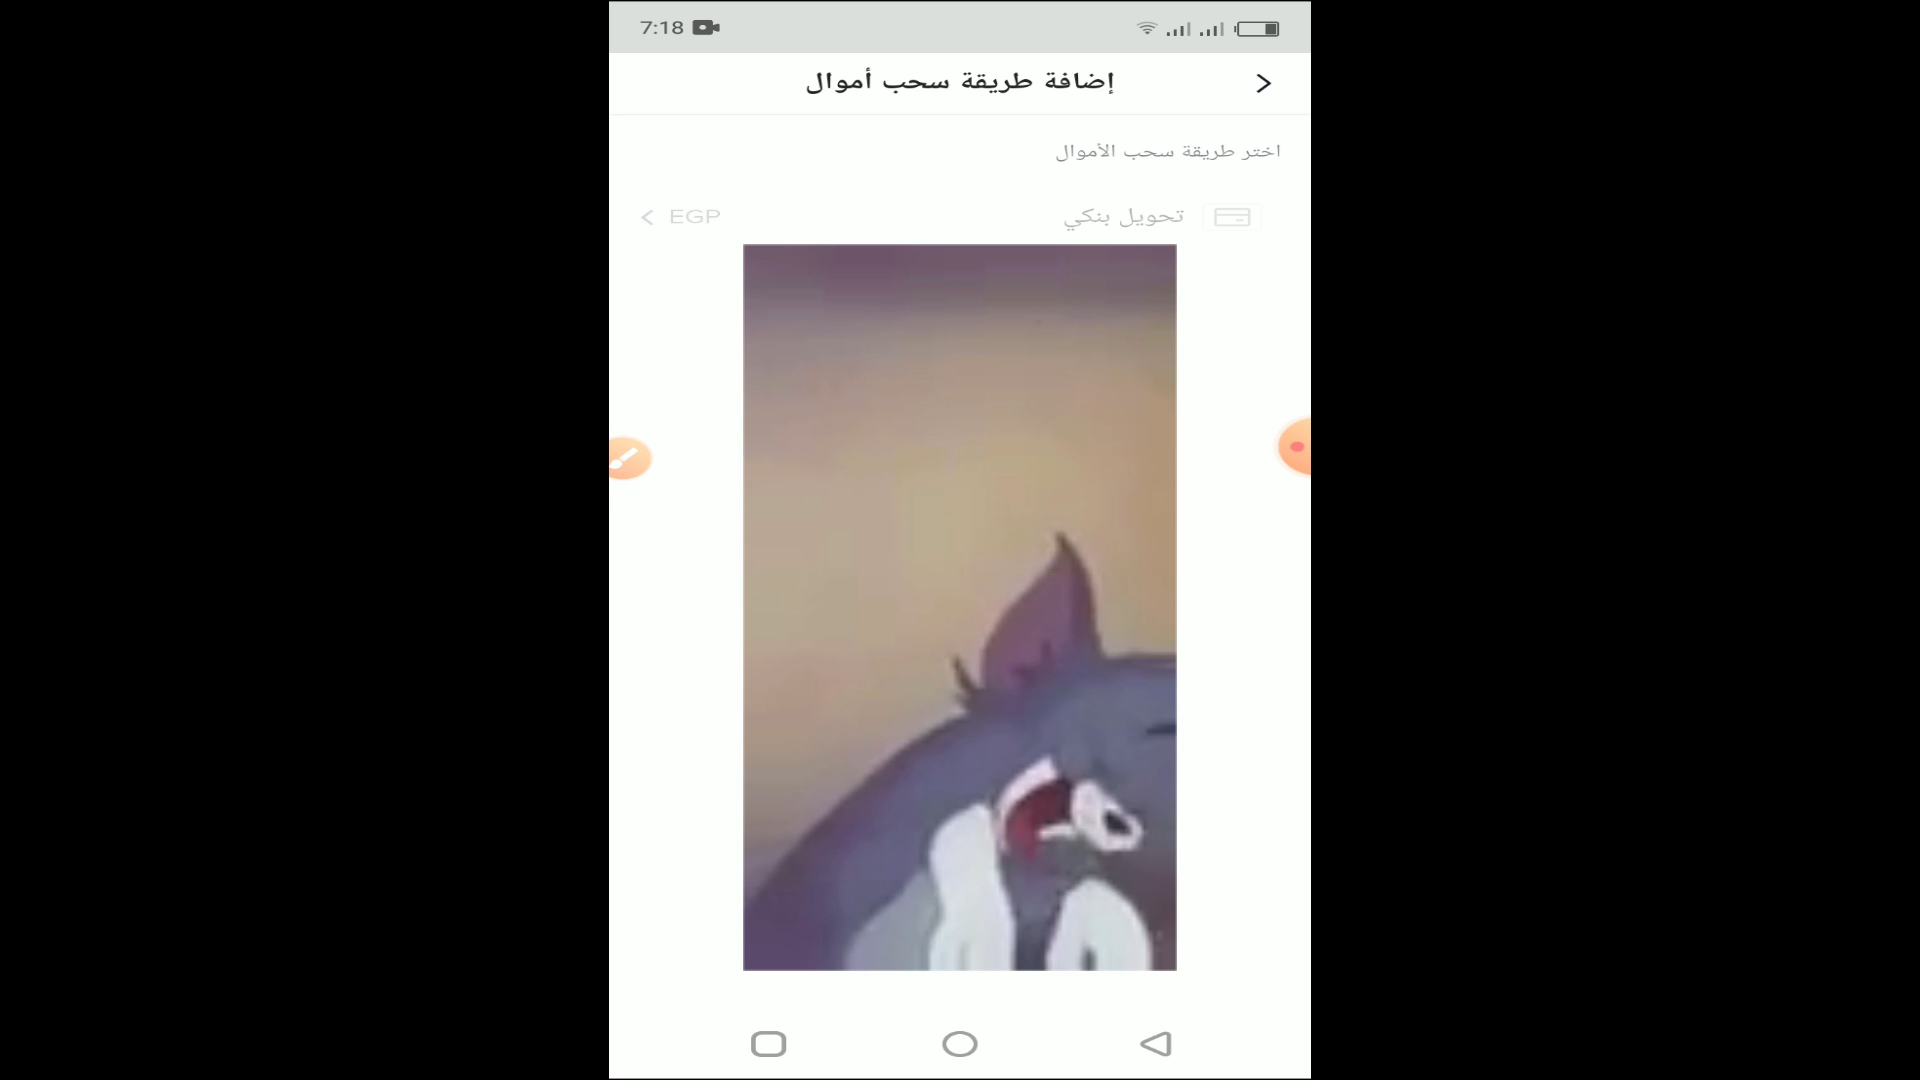 7:18
إضافة طريقة سحب أموال
اختر طريقة سحب الأموال
تحويل بنكي
EGP